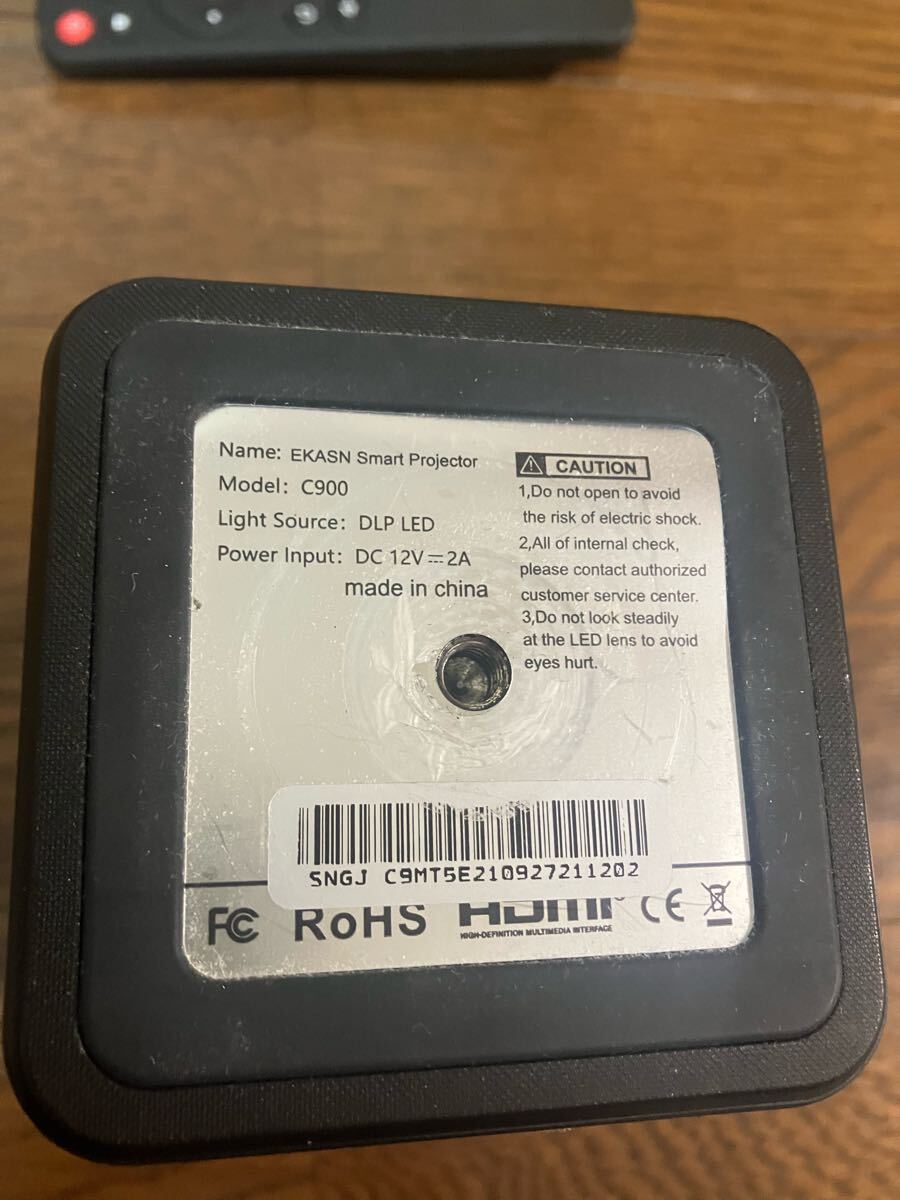 Name: EKASN Smart Projector
Model: C900
Light Source: DLP LED
Power Input: DC 12V⎓2A
made in china
CAUTION
1,Do not open to avoid
the risk of electric shock.
2,All of internal check,
please contact authorized
customer service center.
3,Do not look steadily
at the LED lens to avoid
eyes hurt.
SNGJ C9MT5E210927211202
FC RoHS HDMI CE
HIGH-DEFINITION MULTIMEDIA INTERFACE